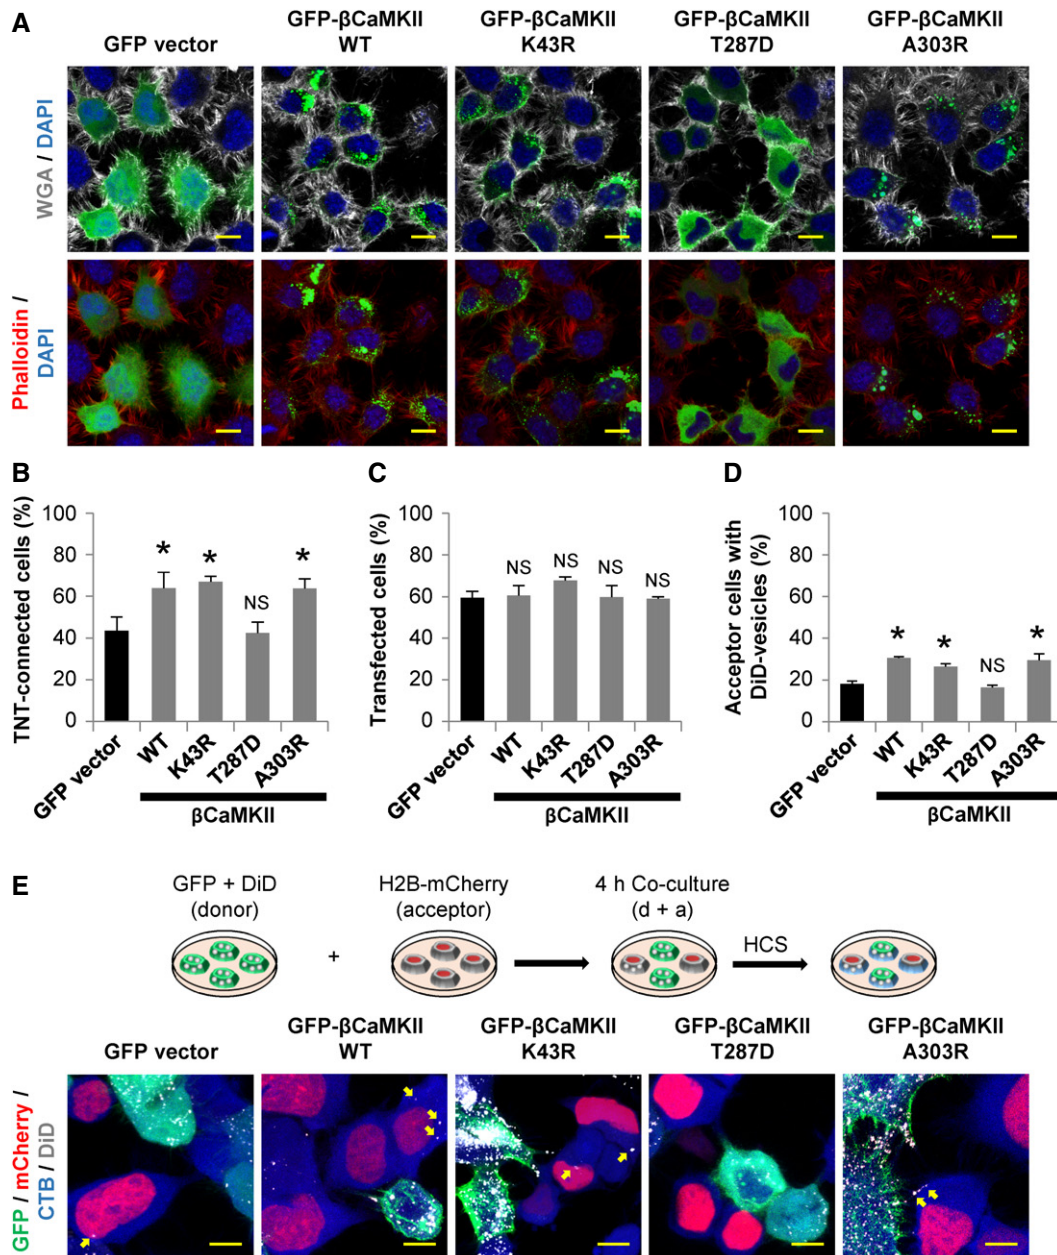 A
GFP vector
GFP-βCaMKII
WT
GFP-βCaMKII
K43R
GFP-βCaMKII
T287D
GFP-βCaMKII
A303R
WGA / DAPI
Phalloidin /
DAPI
B
TNT-connected cells (%)
100
80
60
40
20
0
*
*
NS
*
GFP vector
WT
K43R
T287D
A303R
βCaMKII
C
Transfected cells (%)
100
80
60
40
20
0
NS
NS
NS
NS
GFP vector
WT
K43R
T287D
A303R
βCaMKII
D
Acceptor cells with
DiD-vesicles (%)
100
80
60
40
20
0
*
*
NS
*
GFP vector
WT
K43R
T287D
A303R
βCaMKII
E
GFP + DiD
(donor)
+
H2B-mCherry
(acceptor)
4 h Co-culture
(d + a)
HCS
GFP vector
GFP-βCaMKII
WT
GFP-βCaMKII
K43R
GFP-βCaMKII
T287D
GFP-βCaMKII
A303R
GFP / mCherry /
CTB / DiD